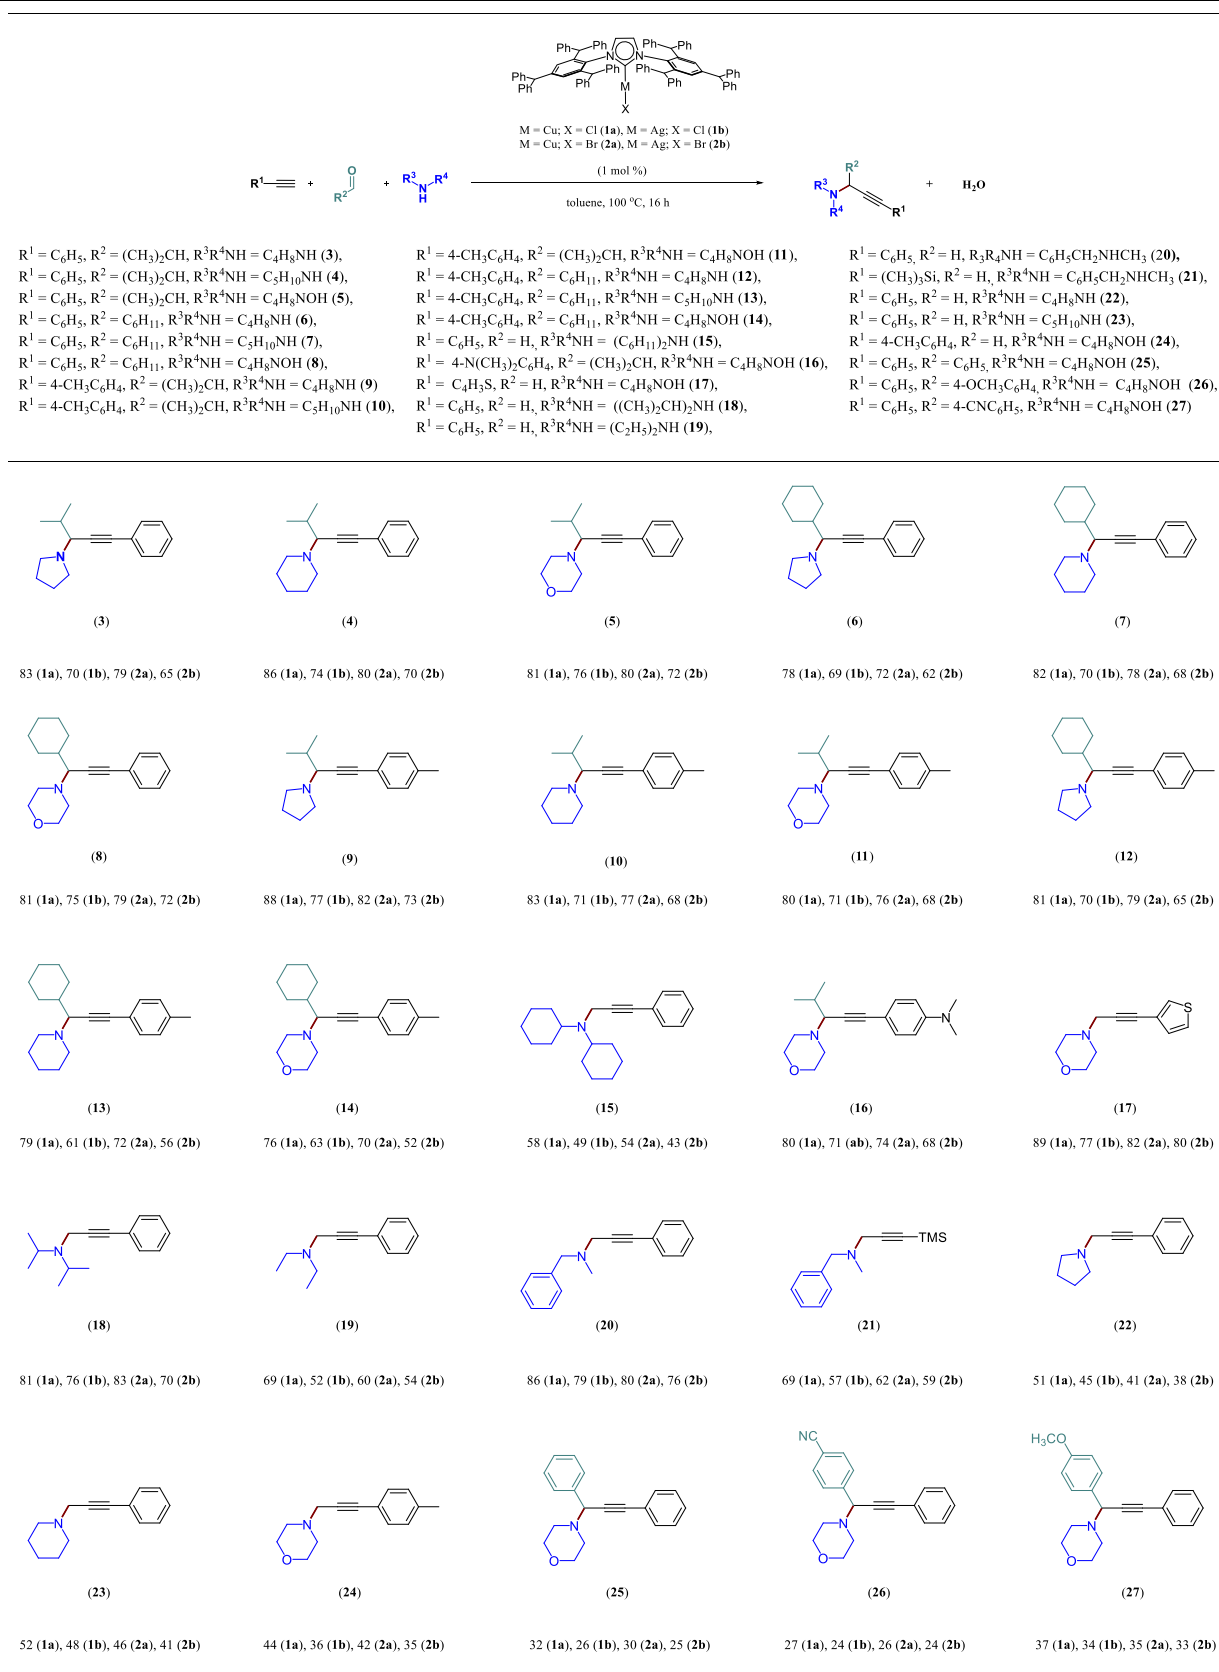 Ph Ph Ph Ph
Ph N N Ph
Ph Ph Ph Ph
Ph Ph Ph Ph
M
X
M = Cu; X = Cl (1a), M = Ag; X = Cl (1b)
M = Cu; X = Br (2a), M = Ag; X = Br (2b)
(1 mol %)
R¹ + R² O + R³ N H R⁴ toluene, 100 °C, 16 h R³ N R⁴ R² R¹ + H₂O
R¹ = C₆H₅, R² = (CH₃)₂CH, R³R⁴NH = C₄H₈NH (3),
R¹ = C₆H₅, R² = (CH₃)₂CH, R³R⁴NH = C₅H₁₀NH (4),
R¹ = C₆H₅, R² = (CH₃)₂CH, R³R⁴NH = C₄H₈NOH (5),
R¹ = C₆H₅, R² = C₆H₁₁, R³R⁴NH = C₄H₈NH (6),
R¹ = C₆H₅, R² = C₆H₁₁, R³R⁴NH = C₅H₁₀NH (7),
R¹ = C₆H₅, R² = C₆H₁₁, R³R⁴NH = C₄H₈NOH (8),
R¹ = 4-CH₃C₆H₄, R² = (CH₃)₂CH, R³R⁴NH = C₄H₈NH (9)
R¹ = 4-CH₃C₆H₄, R² = (CH₃)₂CH, R³R⁴NH = C₅H₁₀NH (10),
R¹ = 4-CH₃C₆H₄, R² = (CH₃)₂CH, R³R⁴NH = C₄H₈NOH (11),
R¹ = 4-CH₃C₆H₄, R² = C₆H₁₁, R³R⁴NH = C₄H₈NH (12),
R¹ = 4-CH₃C₆H₄, R² = C₆H₁₁, R³R⁴NH = C₅H₁₀NH (13),
R¹ = 4-CH₃C₆H₄, R² = C₆H₁₁, R³R⁴NH = C₄H₈NOH (14),
R¹ = C₆H₅, R² = H,, R³R⁴NH = (C₆H₁₁)₂NH (15),
R¹ = 4-N(CH₃)₂C₆H₄, R² = (CH₃)₂CH, R³R⁴NH = C₄H₈NOH (16),
R¹ = C₄H₃S, R² = H, R³R⁴NH = C₄H₈NOH (17),
R¹ = C₆H₅, R² = H,, R³R⁴NH = ((CH₃)₂CH)₂NH (18),
R¹ = C₆H₅, R² = H,, R³R⁴NH = (C₂H₅)₂NH (19),
R¹ = C₆H₅, R² = H, R₃R₄NH = C₆H₅CH₂NHCH₃ (20),
R¹ = (CH₃)₃Si, R² = H,, R³R⁴NH = C₆H₅CH₂NHCH₃ (21),
R¹ = C₆H₅, R² = H, R³R⁴NH = C₄H₈NH (22),
R¹ = C₆H₅, R² = H, R³R⁴NH = C₅H₁₀NH (23),
R¹ = 4-CH₃C₆H₄, R² = H, R³R⁴NH = C₄H₈NOH (24),
R¹ = C₆H₅, R² = C₆H₅, R³R⁴NH = C₄H₈NOH (25),
R¹ = C₆H₅, R² = 4-OCH₃C₆H₄, R³R⁴NH = C₄H₈NOH (26),
R¹ = C₆H₅, R² = 4-CNC₆H₅, R³R⁴NH = C₄H₈NOH (27)
N N N N N
O
(3) (4) (5) (6) (7)
83 (1a), 70 (1b), 79 (2a), 65 (2b) 86 (1a), 74 (1b), 80 (2a), 70 (2b) 81 (1a), 76 (1b), 80 (2a), 72 (2b) 78 (1a), 69 (1b), 72 (2a), 62 (2b) 82 (1a), 70 (1b), 78 (2a), 68 (2b)
N N N N N
O O
(8) (9) (10) (11) (12)
81 (1a), 75 (1b), 79 (2a), 72 (2b) 88 (1a), 77 (1b), 82 (2a), 73 (2b) 83 (1a), 71 (1b), 77 (2a), 68 (2b) 80 (1a), 71 (1b), 76 (2a), 68 (2b) 81 (1a), 70 (1b), 79 (2a), 65 (2b)
N N N N N N S
O O O
(13) (14) (15) (16) (17)
79 (1a), 61 (1b), 72 (2a), 56 (2b) 76 (1a), 63 (1b), 70 (2a), 52 (2b) 58 (1a), 49 (1b), 54 (2a), 43 (2b) 80 (1a), 71 (ab), 74 (2a), 68 (2b) 89 (1a), 77 (1b), 82 (2a), 80 (2b)
N N N N TMS N
(18) (19) (20) (21) (22)
81 (1a), 76 (1b), 83 (2a), 70 (2b) 69 (1a), 52 (1b), 60 (2a), 54 (2b) 86 (1a), 79 (1b), 80 (2a), 76 (2b) 69 (1a), 57 (1b), 62 (2a), 59 (2b) 51 (1a), 45 (1b), 41 (2a), 38 (2b)
NC H₃CO
N N N N N
O O O O
(23) (24) (25) (26) (27)
52 (1a), 48 (1b), 46 (2a), 41 (2b) 44 (1a), 36 (1b), 42 (2a), 35 (2b) 32 (1a), 26 (1b), 30 (2a), 25 (2b) 27 (1a), 24 (1b), 26 (2a), 24 (2b) 37 (1a), 34 (1b), 35 (2a), 33 (2b)